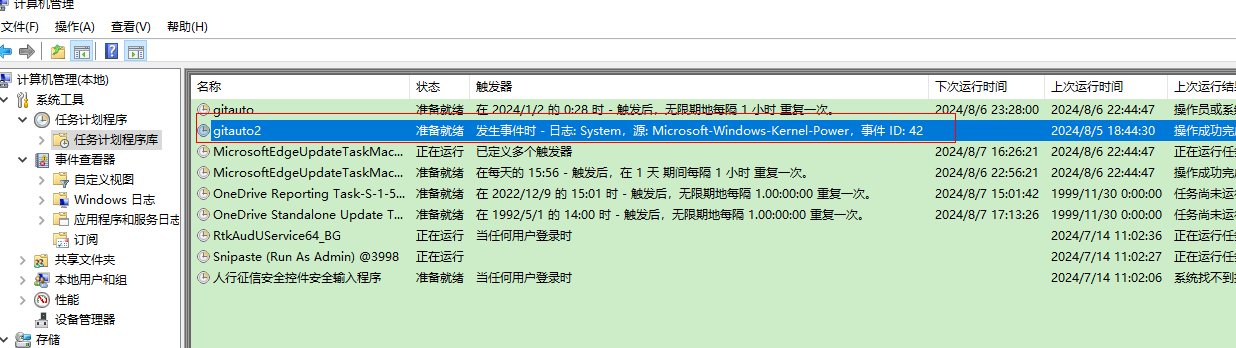 计算机管理
文件(F) 操作(A) 查看(V) 帮助(H)
计算机管理(本地)
系统工具
任务计划程序
任务计划程序库
事件查看器
自定义视图
Windows 日志
应用程序和服务日志
订阅
共享文件夹
本地用户和组
性能
设备管理器
存储
名称 状态 触发器 下次运行时间 上次运行时间 上次运行结
gitauto 准备就绪 在 2024/1/2 的 0:28 时 - 触发后，无限期地每隔 1 小时 重复一次。 2024/8/6 23:28:00 2024/8/6 22:44:47 操作员或系
gitauto2 准备就绪 发生事件时 - 日志: System，源: Microsoft-Windows-Kernel-Power，事件 ID: 42 2024/8/5 18:44:30 操作成功完
MicrosoftEdgeUpdateTaskMac... 正在运行 已定义多个触发器 2024/8/7 16:26:21 2024/8/6 22:44:47 正在运行任
MicrosoftEdgeUpdateTaskMac... 准备就绪 在每天的 15:56 - 触发后，在 1 天 期间每隔 1 小时 重复一次。 2024/8/6 23:56:21 2024/8/6 22:56:21 操作成功完
OneDrive Reporting Task-S-1-5... 准备就绪 在 2022/12/9 的 15:01 时 - 触发后，无限期地每隔 1.00:00:00 重复一次。 2024/8/7 15:01:42 1999/11/30 0:00:00 任务尚未运
OneDrive Standalone Update T... 准备就绪 在 1992/5/1 的 14:00 时 - 触发后，无限期地每隔 1.00:00:00 重复一次。 2024/8/7 17:13:26 1999/11/30 0:00:00 任务尚未运
RtkAudUService64_BG 正在运行 当任何用户登录时 2024/7/14 11:02:36 正在运行任
Snipaste (Run As Admin) @3998 正在运行 2024/7/14 11:02:27 正在运行任
人行征信安全控件安全输入程序 准备就绪 当任何用户登录时 2024/7/14 11:02:06 系统找不到